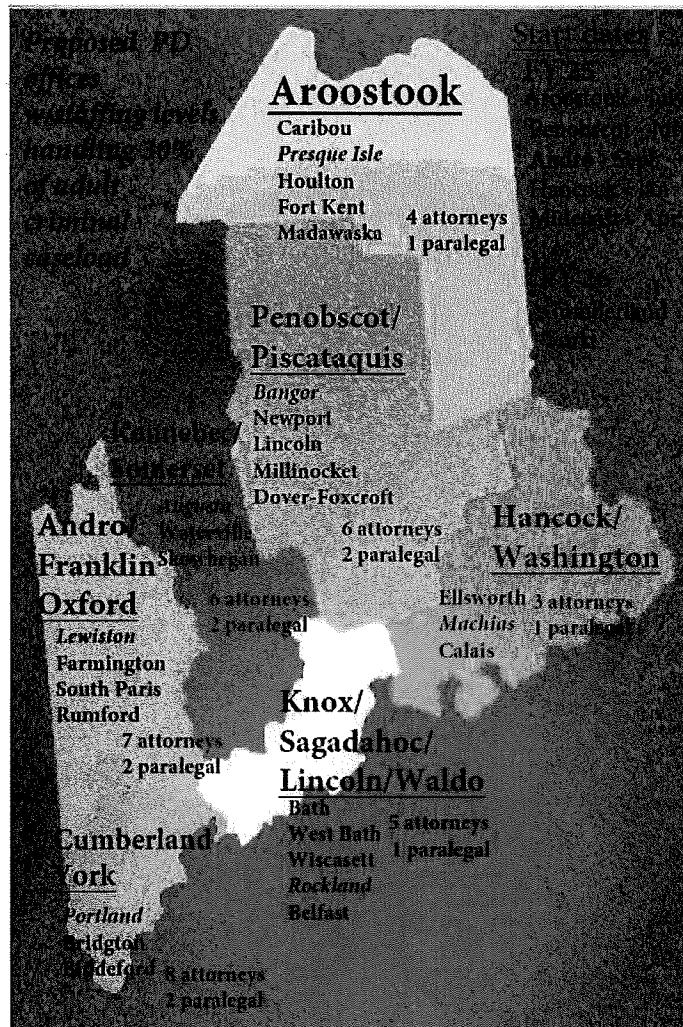 Proposed PD
offices
w/staffing levels
handling 30%
adult
criminal
caseload
Start dates
FY 25
Aroostook
Aroostook
Caribou
Presque Isle
Houlton
Fort Kent
Madawaska
4 attorneys
1 paralegal
Penobscot/
Piscataquis
Bangor
Newport
Lincoln
Millinocket
Dover-Foxcroft
6 attorneys
2 paralegal
Kennebec/
Somerset
Augusta
Waterville
Skowhegan
6 attorneys
2 paralegal
Andro/
Franklin
Oxford
Lewiston
Farmington
South Paris
Rumford
7 attorneys
2 paralegal
Hancock/
Washington
Ellsworth
Machias
Calais
3 attorneys
1 paralegal
Knox/
Sagadahoc/
Lincoln/Waldo
Bath
West Bath
Wiscasett
Rockland
Belfast
5 attorneys
1 paralegal
Cumberland
York
Portland
Bridgton
Biddeford
8 attorneys
2 paralegal